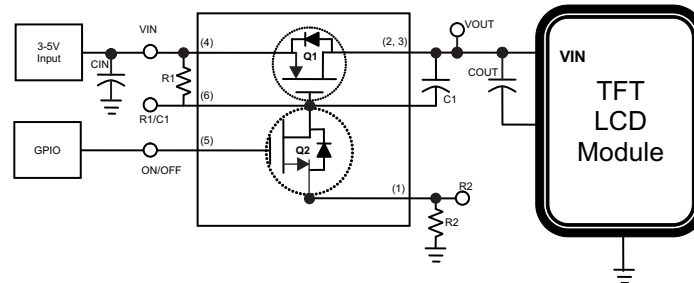 VIN
VOUT
3-5V
Input
(4)
(2, 3)
CIN
R1
Q1
C1
COUT
VIN
(6)
R1/C1
TFT
LCD
Module
GPIO
(5)
ON/OFF
Q2
(1)
R2
R2